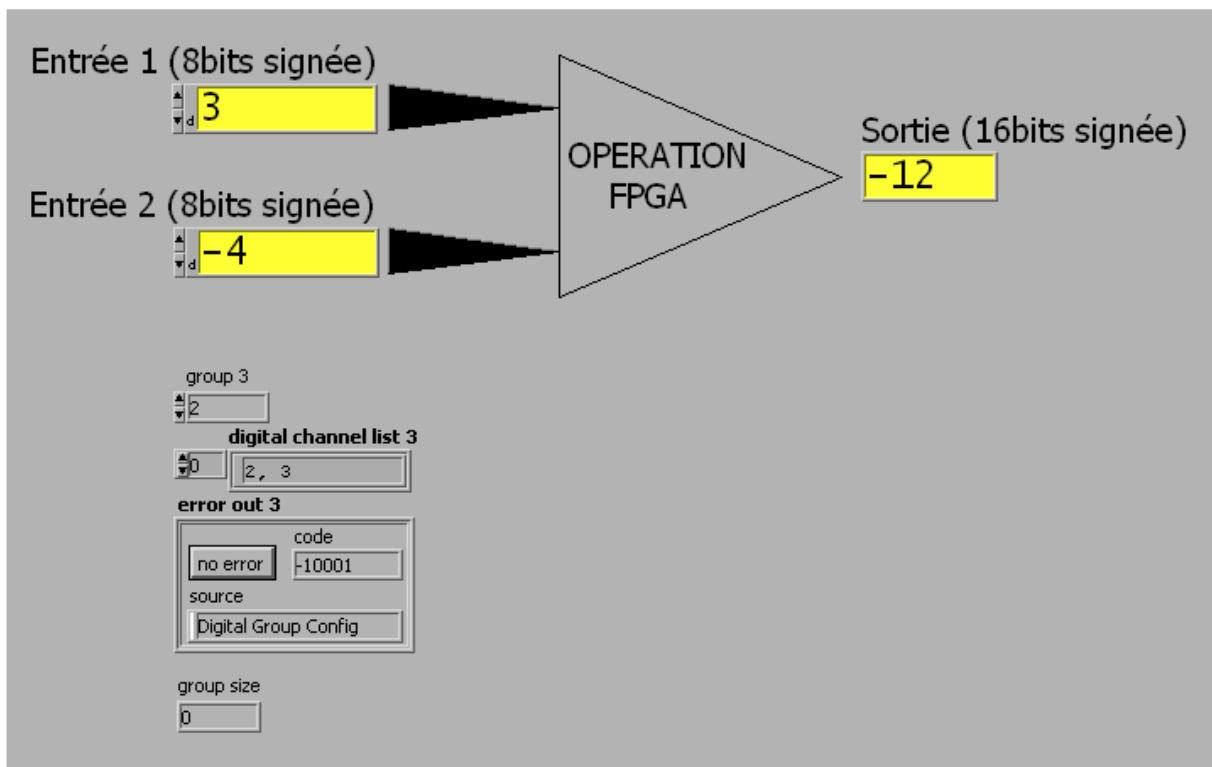 Entrée 1 (8bits signée)
d 3
Entrée 2 (8bits signée)
d -4
OPERATION
FPGA
Sortie (16bits signée)
-12
group 3
2
digital channel list 3
0
2, 3
error out 3
code
no error
-10001
source
Digital Group Config
group size
0